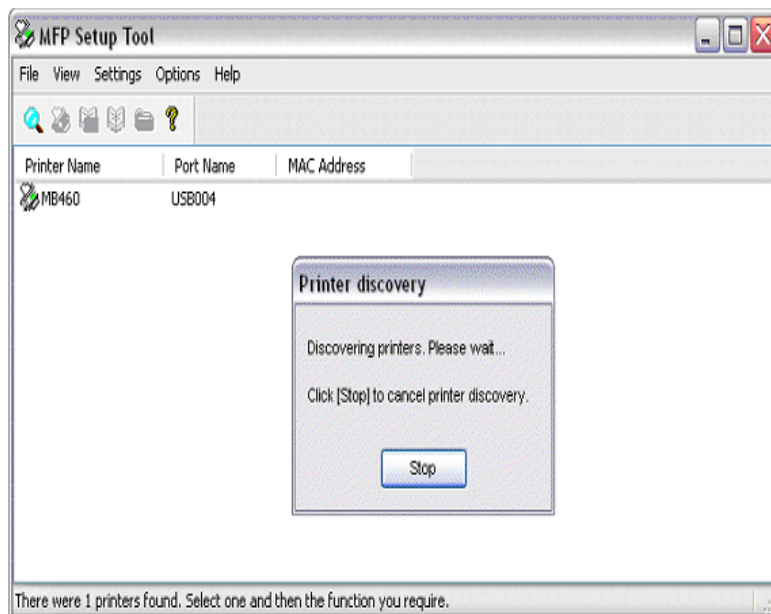 MFP Setup Tool
File View Settings Options Help
Printer Name Port Name MAC Address
MB460 USB004
Printer discovery
Discovering printers. Please wait...
Click [Stop] to cancel printer discovery.
Stop
There were 1 printers found. Select one and then the function you require.